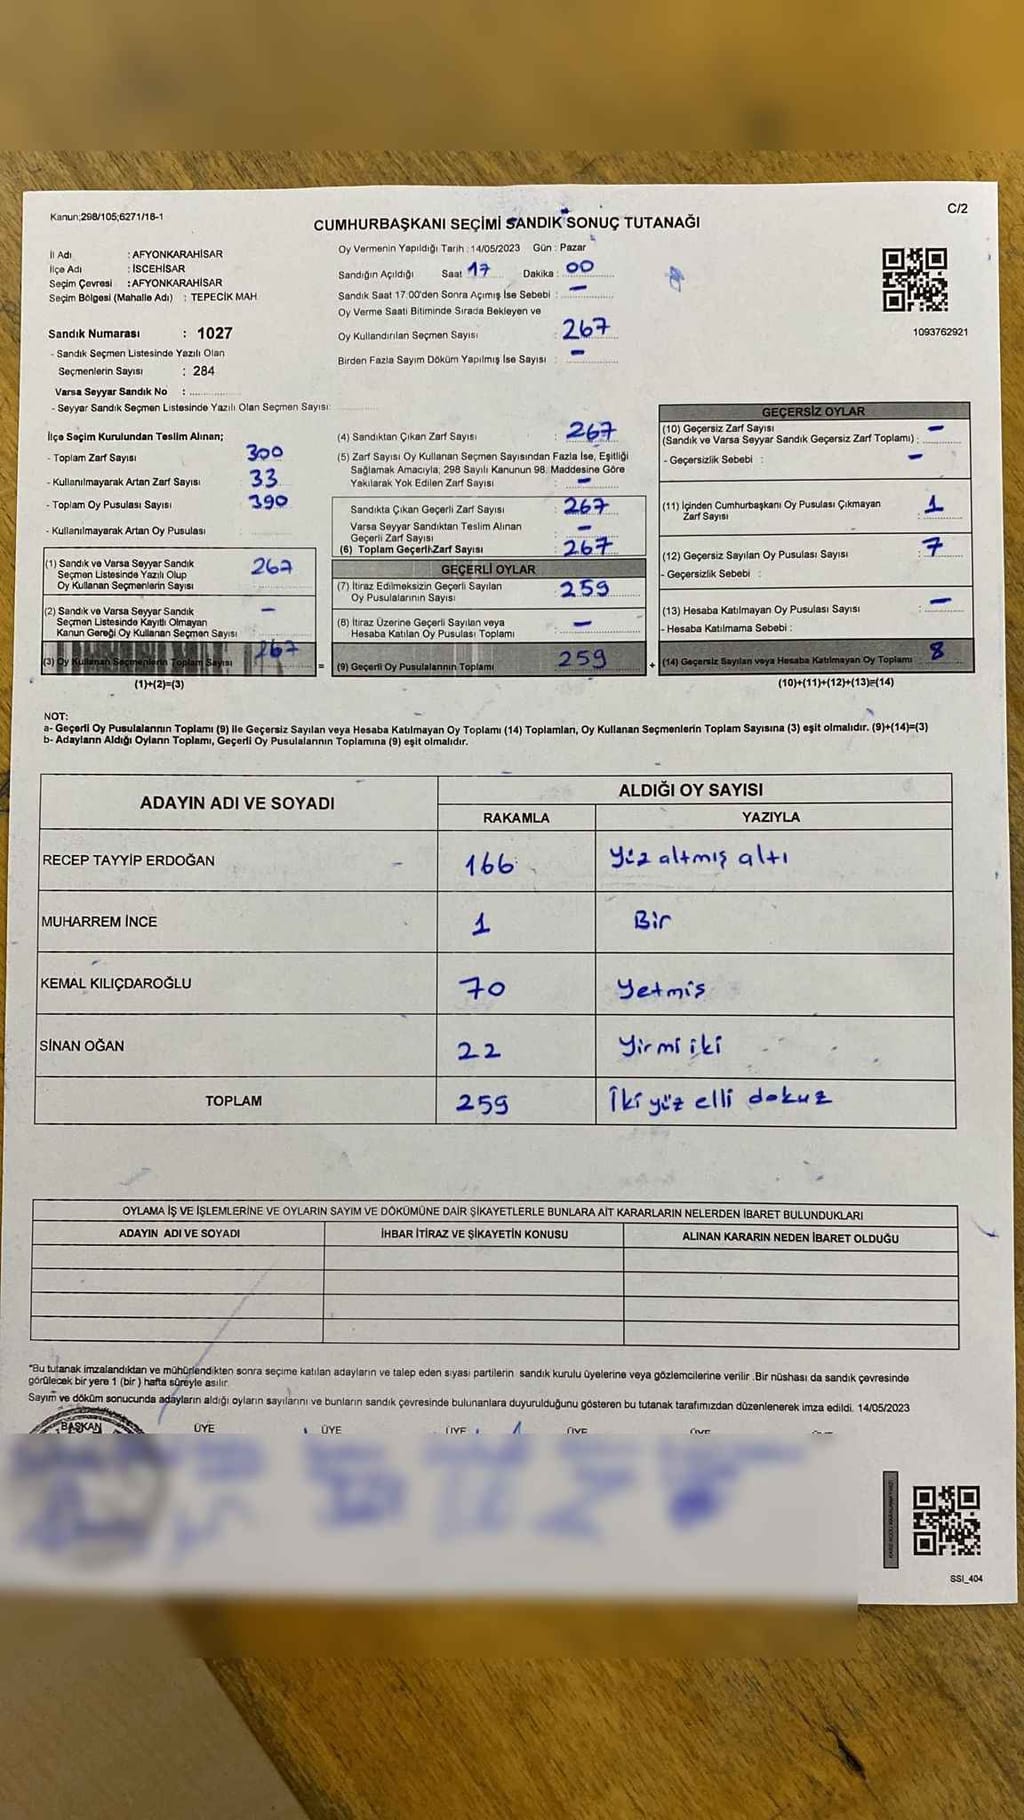 Kanun;298/105;6271/18-1
C/2
CUMHURBAŞKANI SEÇİMİ SANDIK SONUÇ TUTANAĞI
İl Adı : AFYONKARAHİSAR
İlçe Adı : İSCEHİSAR
Seçim Çevresi : AFYONKARAHİSAR
Seçim Bölgesi (Mahalle Adı) : TEPECİK MAH
Sandık Numarası : 1027
- Sandık Seçmen Listesinde Yazılı Olan
Seçmenlerin Sayısı : 284
Varsa Seyyar Sandık No :
- Seyyar Sandık Seçmen Listesinde Yazılı Olan Seçmen Sayısı:
Oy Vermenin Yapıldığı Tarih : 14/05/2023 Gün : Pazar
Sandığın Açıldığı Saat 17 Dakika : 00
Sandık Saat 17:00'den Sonra Açımış İse Sebebi : -
Oy Verme Saati Bitiminde Sırada Bekleyen ve
Oy Kullandırılan Seçmen Sayısı : 267
Birden Fazla Sayım Döküm Yapılmış İse Sayısı : -
1093762921
İlçe Seçim Kurulundan Teslim Alınan;
- Toplam Zarf Sayısı 300
- Kullanılmayarak Artan Zarf Sayısı 33
- Toplam Oy Pusulası Sayısı 390
- Kullanılmayarak Artan Oy Pusulası
(1) Sandık ve Varsa Seyyar Sandık
Seçmen Listesinde Yazılı Olup
Oy Kullanan Seçmenlerin Sayısı 267
(2) Sandık ve Varsa Seyyar Sandık
Seçmen Listesinde Kayıtlı Olmayan
Kanun Gereği Oy Kullanan Seçmen Sayısı -
(3) Oy Kullanan Seçmenlerin Toplam Sayısı 267
(1)+(2)=(3)
(4) Sandıktan Çıkan Zarf Sayısı : 267
(5) Zarf Sayısı Oy Kullanan Seçmen Sayısından Fazla İse, Eşitliği
Sağlamak Amacıyla; 298 Sayılı Kanunun 98. Maddesine Göre
Yakılarak Yok Edilen Zarf Sayısı : -
Sandıkta Çıkan Geçerli Zarf Sayısı : 267
Varsa Seyyar Sandıktan Teslim Alınan
Geçerli Zarf Sayısı : -
(6) Toplam Geçerli Zarf Sayısı : 267
GEÇERLİ OYLAR
(7) İtiraz Edilmeksizin Geçerli Sayılan
Oy Pusulalarının Sayısı : 259
(8) İtiraz Üzerine Geçerli Sayılan veya
Hesaba Katılan Oy Pusulası Toplamı : -
= (9) Geçerli Oy Pusulalarının Toplamı 259
GEÇERSİZ OYLAR
(10) Geçersiz Zarf Sayısı
(Sandık ve Varsa Seyyar Sandık Geçersiz Zarf Toplamı) : -
- Geçersizlik Sebebi : -
(11) İçinden Cumhurbaşkanı Oy Pusulası Çıkmayan
Zarf Sayısı : 1
(12) Geçersiz Sayılan Oy Pusulası Sayısı : 7
- Geçersizlik Sebebi :
(13) Hesaba Katılmayan Oy Pusulası Sayısı : -
- Hesaba Katılmama Sebebi :
+ (14) Geçersiz Sayılan veya Hesaba Katılmayan Oy Toplamı 8
(10)+(11)+(12)+(13)=(14)
NOT:
a- Geçerli Oy Pusulalarının Toplamı (9) ile Geçersiz Sayılan veya Hesaba Katılmayan Oy Toplamı (14) Toplamları, Oy Kullanan Seçmenlerin Toplam Sayısına (3) eşit olmalıdır. (9)+(14)=(3)
b- Adayların Aldığı Oyların Toplamı, Geçerli Oy Pusulalarının Toplamına (9) eşit olmalıdır.
ADAYIN ADI VE SOYADI
ALDIĞI OY SAYISI
RAKAMLA YAZIYLA
RECEP TAYYİP ERDOĞAN 166 Yüz altmış altı
MUHARREM İNCE 1 Bir
KEMAL KILIÇDAROĞLU 70 Yetmiş
SİNAN OĞAN 22 Yirmi iki
TOPLAM 259 İki yüz elli dokuz
OYLAMA İŞ VE İŞLEMLERİNE VE OYLARIN SAYIM VE DÖKÜMÜNE DAİR ŞİKAYETLERLE BUNLARA AİT KARARLARIN NELERDEN İBARET BULUNDUKLARI
ADAYIN ADI VE SOYADI İHBAR İTİRAZ VE ŞİKAYETİN KONUSU ALINAN KARARIN NEDEN İBARET OLDUĞU
*Bu tutanak imzalandıktan ve mühürlendikten sonra seçime katılan adayların ve talep eden siyasi partilerin sandık kurulu üyelerine veya gözlemcilerine verilir .Bir nüshası da sandık çevresinde
görülecek bir yere 1 (bir ) hafta süreyle asılır.
Sayım ve döküm sonucunda adayların aldığı oyların sayılarını ve bunların sandık çevresinde bulunanlara duyurulduğunu gösteren bu tutanak tarafımızdan düzenlenerek imza edildi. 14/05/2023
BAŞKAN ÜYE ÜYE ÜYE ÜYE ÜYE
SSI_404